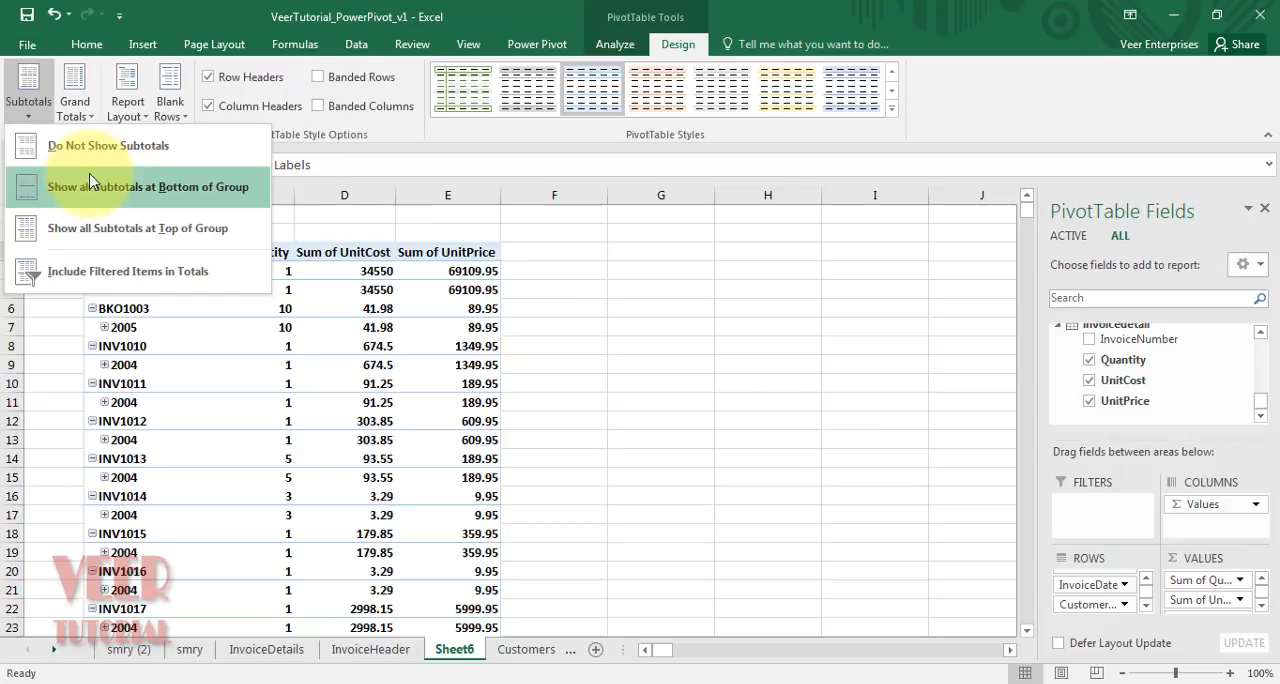 VeerTutorial_PowerPivot_v1 - Excel
PivotTable Tools
File Home Insert Page Layout Formulas Data Review View Power Pivot Analyze Design Tell me what you want to do... Veer Enterprises Share
Subtotals
Grand Totals
Report Layout
Blank Rows
Row Headers
Banded Rows
Column Headers
Banded Columns
PivotTable Styles
Do Not Show Subtotals
Show all Subtotals at Bottom of Group
Show all Subtotals at Top of Group
Include Filtered Items in Totals
Table Style Options
Labels
D E F G H I J
Sum of UnitCost Sum of UnitPrice
1 34550 69109.95
1 34550 69109.95
6 BKO1003 10 41.98 89.95
7 2005 10 41.98 89.95
8 INV1010 1 674.5 1349.95
9 2004 1 674.5 1349.95
10 INV1011 1 91.25 189.95
11 2004 1 91.25 189.95
12 INV1012 1 303.85 609.95
13 2004 1 303.85 609.95
14 INV1013 5 93.55 189.95
15 2004 5 93.55 189.95
16 INV1014 3 3.29 9.95
17 2004 3 3.29 9.95
18 INV1015 1 179.85 359.95
19 2004 1 179.85 359.95
20 INV1016 1 3.29 9.95
21 2004 1 3.29 9.95
22 INV1017 1 2998.15 5999.95
23 2004 1 2998.15 5999.95
VEER
TUTORIAL
PivotTable Fields
ACTIVE ALL
Choose fields to add to report:
Search
invoicedetail
InvoiceNumber
Quantity
UnitCost
UnitPrice
Drag fields between areas below:
FILTERS
COLUMNS
Σ Values
ROWS
Σ VALUES
InvoiceDate
Customer...
Sum of Qu...
Sum of Un...
Defer Layout Update
UPDATE
smry (2) smry InvoiceDetails InvoiceHeader Sheet6 Customers ...
Ready
100%